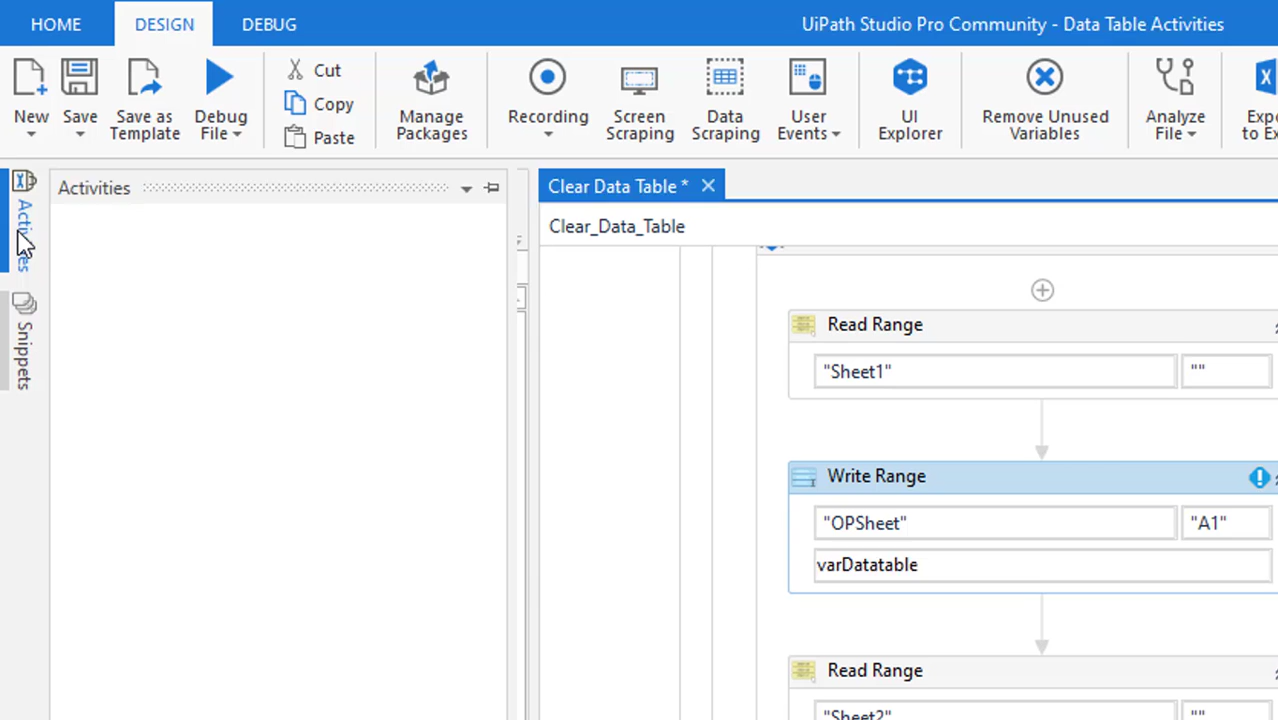 HOME DESIGN DEBUG UiPath Studio Pro Community - Data Table Activities
New Save Save as Template Debug File Cut Copy Paste Manage Packages Recording Screen Scraping Data Scraping User Events UI Explorer Remove Unused Variables Analyze File
Activities Clear Data Table *
Activities
Clear_Data_Table
Snippets
Read Range
"Sheet1" ""
Write Range
"OPSheet" "A1"
varDatatable
Read Range
"Sheet2" ""